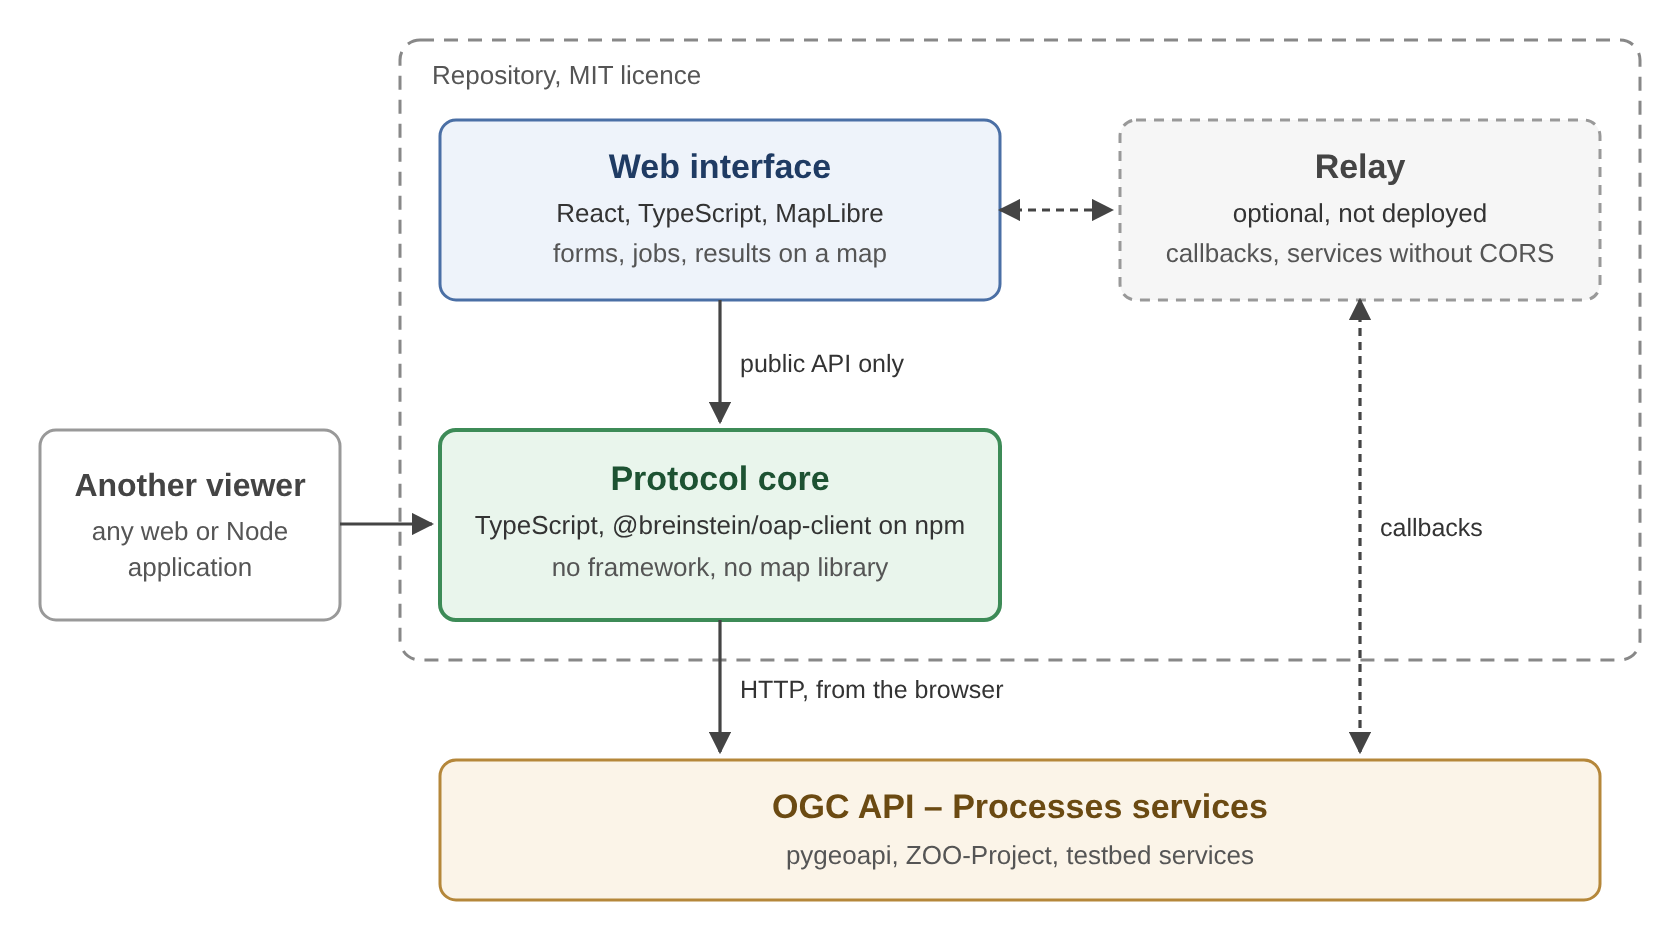 Repository, MIT licence
Web interface
React, TypeScript, MapLibre
forms, jobs, results on a map
Relay
optional, not deployed
callbacks, services without CORS
public API only
Another viewer
any web or Node
application
Protocol core
TypeScript, @breinstein/oap-client on npm
no framework, no map library
callbacks
HTTP, from the browser
OGC API – Processes services
pygeoapi, ZOO-Project, testbed services